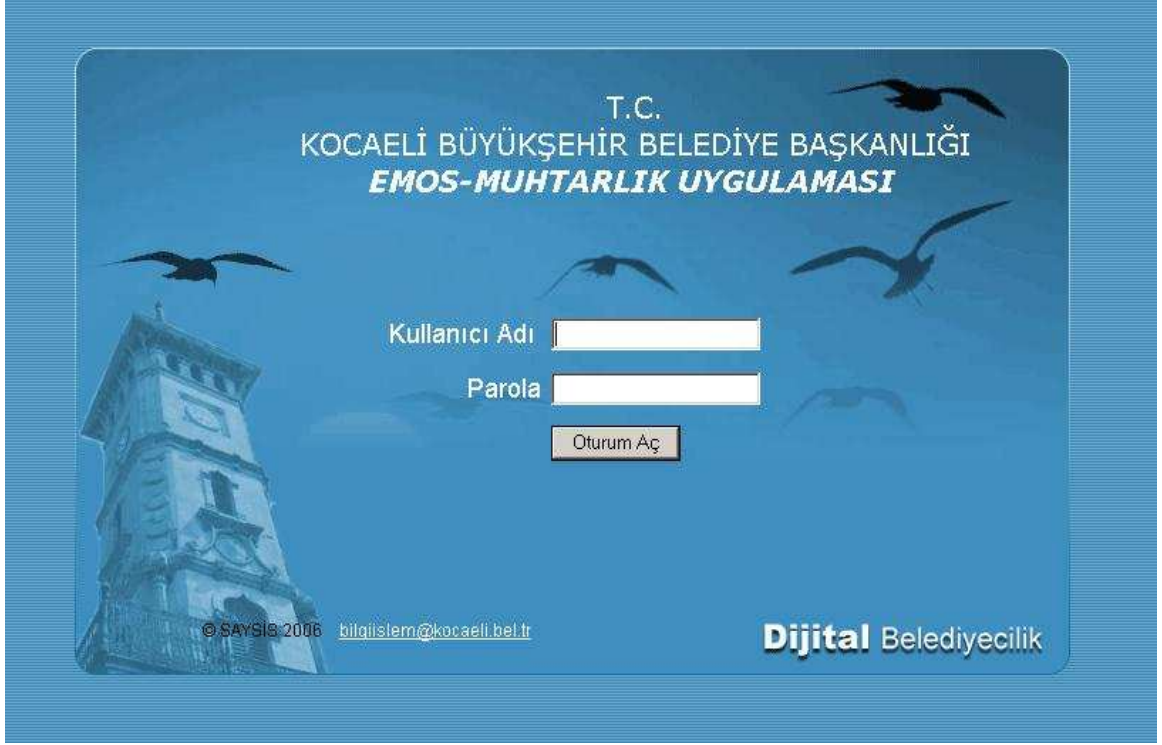 T.C.
KOCAELİ BÜYÜKŞEHİR BELEDİYE BAŞKANLIĞI
EMOS-MUHTARLIK UYGULAMASI
Kullanıcı Adı
Parola
Oturum Aç
© SAYSİS 2006 bilgiislem@kocaeli.bel.tr
Dijital Belediyecilik